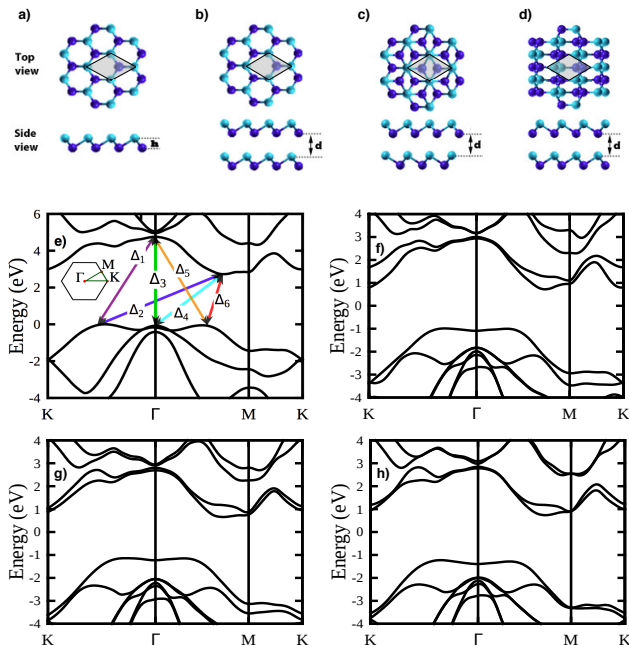 a) b) c) d)
Top view
Side view
h d d d
e)
Energy (eV)
6
4
2
0
-2
-4
Γ M K
Δ1 Δ2 Δ3 Δ4 Δ5 Δ6
K Γ M K
f)
Energy (eV)
4
3
2
1
0
-1
-2
-3
-4
K Γ M K
g)
Energy (eV)
4
3
2
1
0
-1
-2
-3
-4
K Γ M K
h)
Energy (eV)
4
3
2
1
0
-1
-2
-3
-4
K Γ M K